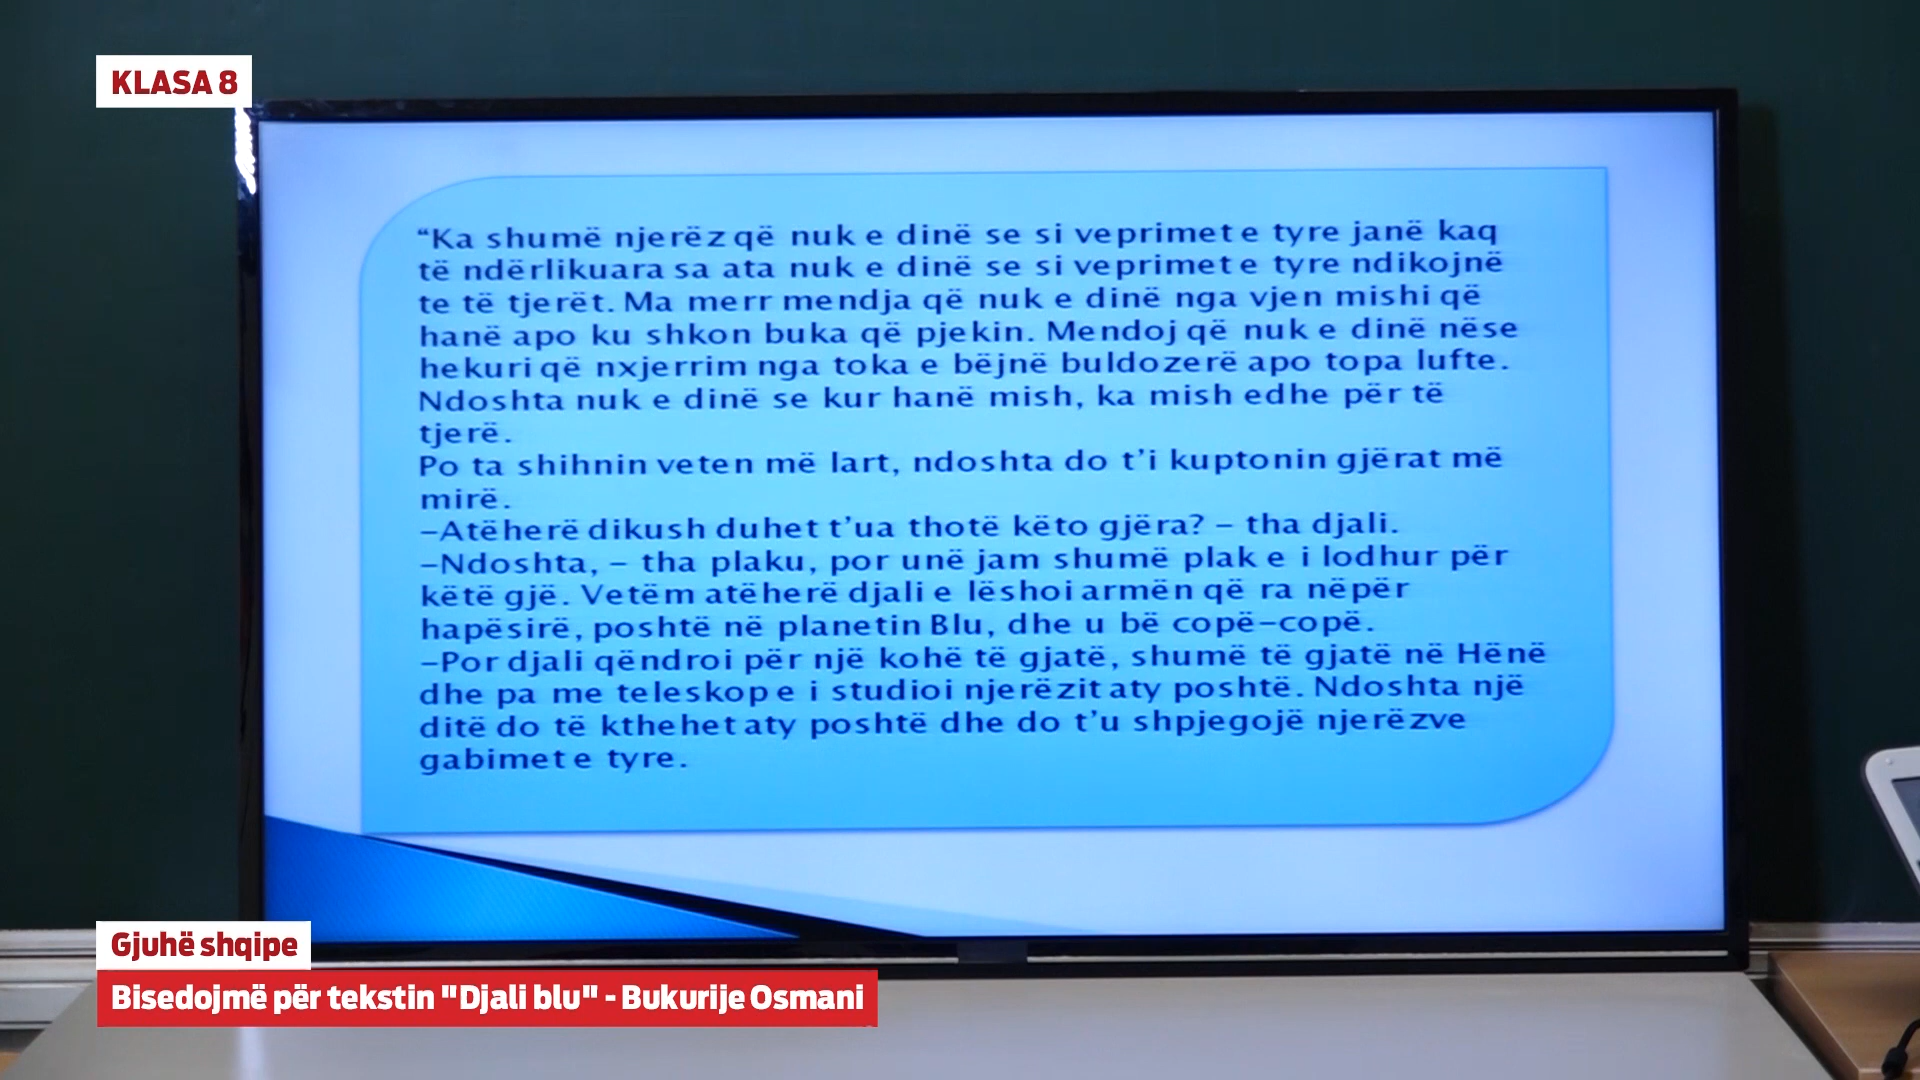 KLASA 8
“Ka shumë njerëz që nuk e dinë se si veprimet e tyre janë kaq
të ndërlikuara sa ata nuk e dinë se si veprimet e tyre ndikojnë
te të tjerët. Ma merr mendja që nuk e dinë nga vjen mishi që
hanë apo ku shkon buka që pjekin. Mendoj që nuk e dinë nëse
hekuri që nxjerrim nga toka e bëjnë buldozerë apo topa lufte.
Ndoshta nuk e dinë se kur hanë mish, ka mish edhe për të
tjerë.
Po ta shihnin veten më lart, ndoshta do t’i kuptonin gjërat më
mirë.
–Atëherë dikush duhet t’ua thotë këto gjëra? – tha djali.
–Ndoshta, – tha plaku, por unë jam shumë plak e i lodhur për
këtë gjë. Vetëm atëherë djali e lëshoi armën që ra nëpër
hapësirë, poshtë në planetin Blu, dhe u bë copë–copë.
–Por djali qëndroi për një kohë të gjatë, shumë të gjatë në Hënë
dhe pa me teleskop e i studioi njerëzit aty poshtë. Ndoshta një
ditë do të kthehet aty poshtë dhe do t’u shpjegojë njerëzve
gabimet e tyre.
Gjuhë shqipe
Bisedojmë për tekstin "Djali blu" - Bukurije Osmani